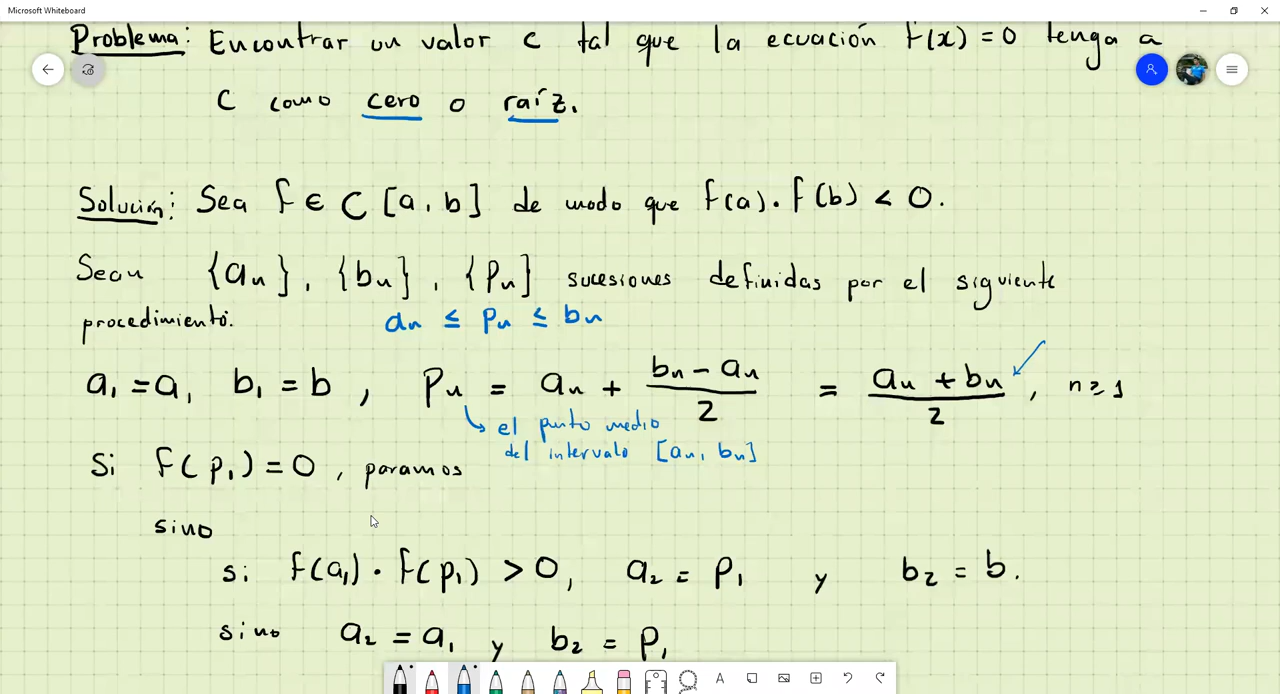 Microsoft Whiteboard
Problema: Encontrar un valor c tal que la ecuación f(x) = 0 tenga a
c como cero o raíz.
Solución: Sea f ∈ C [a, b] de modo que f(a) · f(b) < 0.
Sean {an}, {bn}, {Pn} sucesiones definidas por el siguiente
procedimiento:
an ≤ Pn ≤ bn
a1 = a, b1 = b, Pn = an + (bn - an)/2 = (an + bn)/2, n ≥ 1
el punto medio
del intervalo [an, bn]
Si f(P1) = 0, paramos
sino
si f(a1) · f(P1) > 0, a2 = P1 y b2 = b.
sino a2 = a1 y b2 = P1